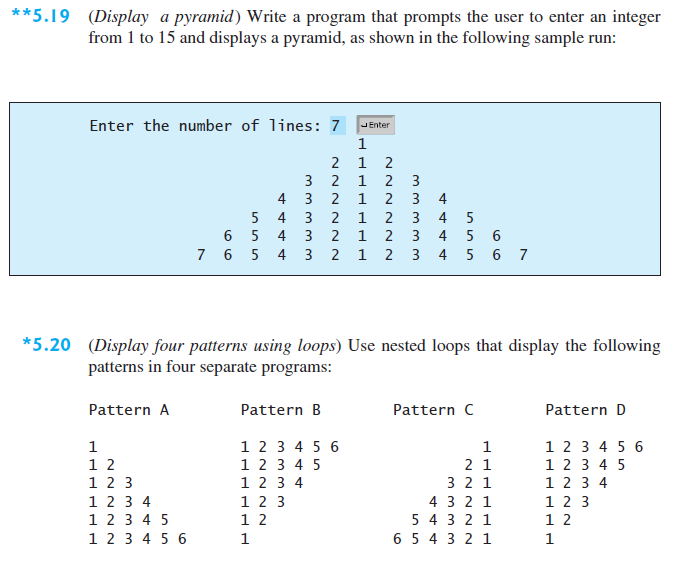 **5.19 (Display a pyramid) Write a program that prompts the user to enter an integer
from 1 to 15 and displays a pyramid, as shown in the following sample run:
Enter the number of lines: 7 ↵Enter
1
2 1 2
3 2 1 2 3
4 3 2 1 2 3 4
5 4 3 2 1 2 3 4 5
6 5 4 3 2 1 2 3 4 5 6
7 6 5 4 3 2 1 2 3 4 5 6 7
*5.20 (Display four patterns using loops) Use nested loops that display the following
patterns in four separate programs:
Pattern A Pattern B Pattern C Pattern D
1 1 2 3 4 5 6 1 1 2 3 4 5 6
1 2 1 2 3 4 5 2 1 1 2 3 4 5
1 2 3 1 2 3 4 3 2 1 1 2 3 4
1 2 3 4 1 2 3 4 3 2 1 1 2 3
1 2 3 4 5 1 2 5 4 3 2 1 1 2
1 2 3 4 5 6 1 6 5 4 3 2 1 1